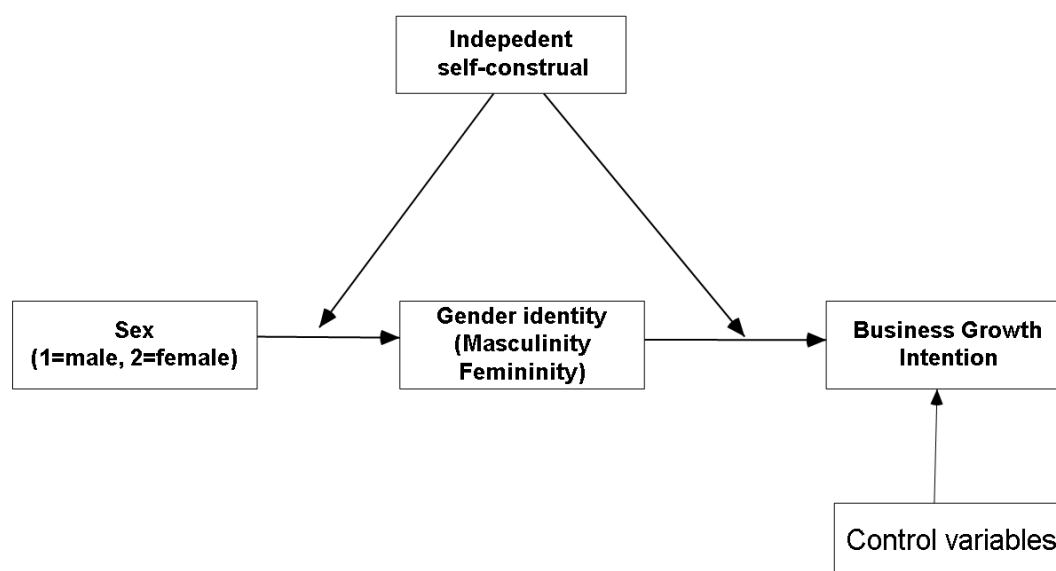 Indepedent
self-construal
Sex
(1=male, 2=female)
Gender identity
(Masculinity
Femininity)
Business Growth
Intention
Control variables